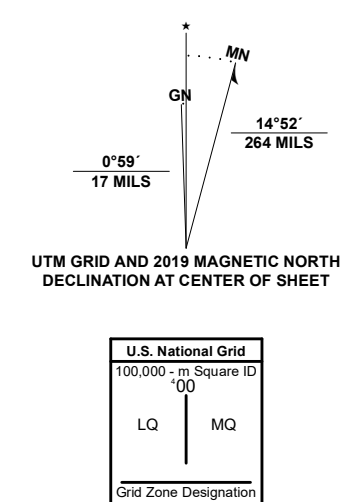 MN
GN
14°52´
264 MILS
0°59´
17 MILS
UTM GRID AND 2019 MAGNETIC NORTH
DECLINATION AT CENTER OF SHEET
U.S. National Grid
100,000 - m Square ID
⁴00
LQ MQ
Grid Zone Designation